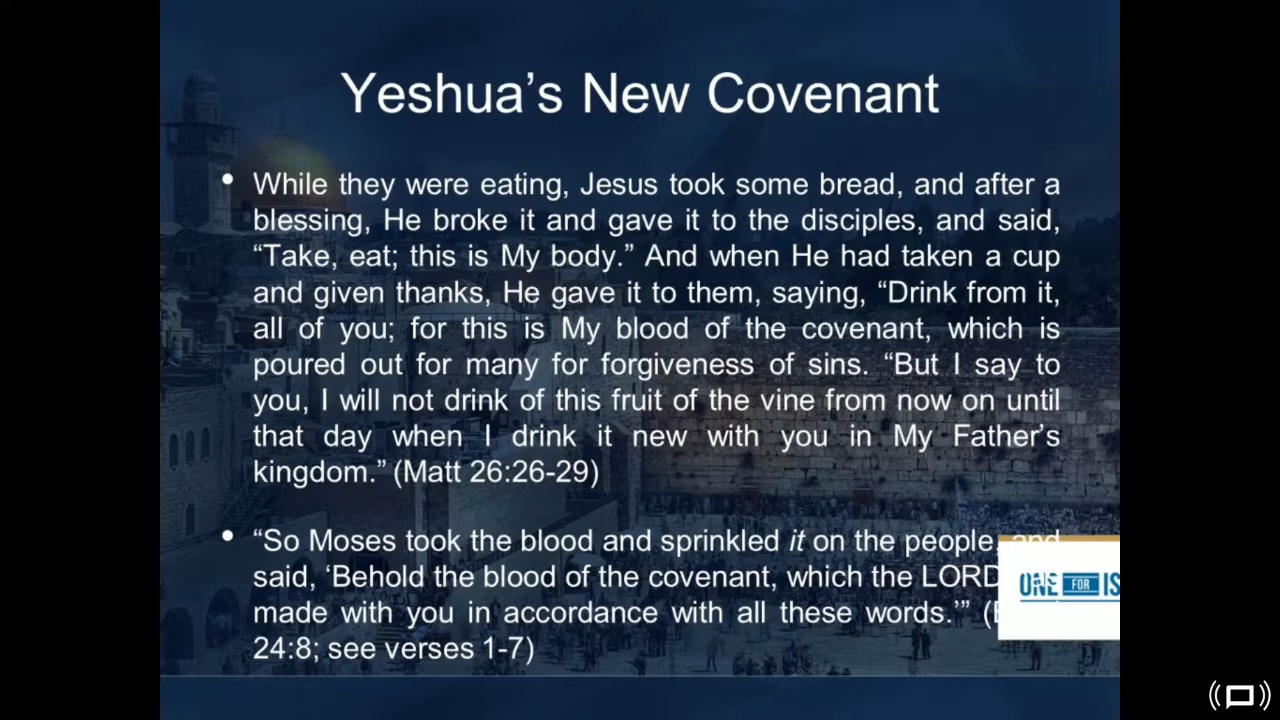 Yeshua’s New Covenant
• While they were eating, Jesus took some bread, and after a
blessing, He broke it and gave it to the disciples, and said,
“Take, eat; this is My body.” And when He had taken a cup
and given thanks, He gave it to them, saying, “Drink from it,
all of you; for this is My blood of the covenant, which is
poured out for many for forgiveness of sins. “But I say to
you, I will not drink of this fruit of the vine from now on until
that day when I drink it new with you in My Father’s
kingdom.” (Matt 26:26-29)
• “So Moses took the blood and sprinkled it on the people, and
said, ‘Behold the blood of the covenant, which the LORD
made with you in accordance with all these words.’” (
24:8; see verses 1-7)
ONE FOR IS